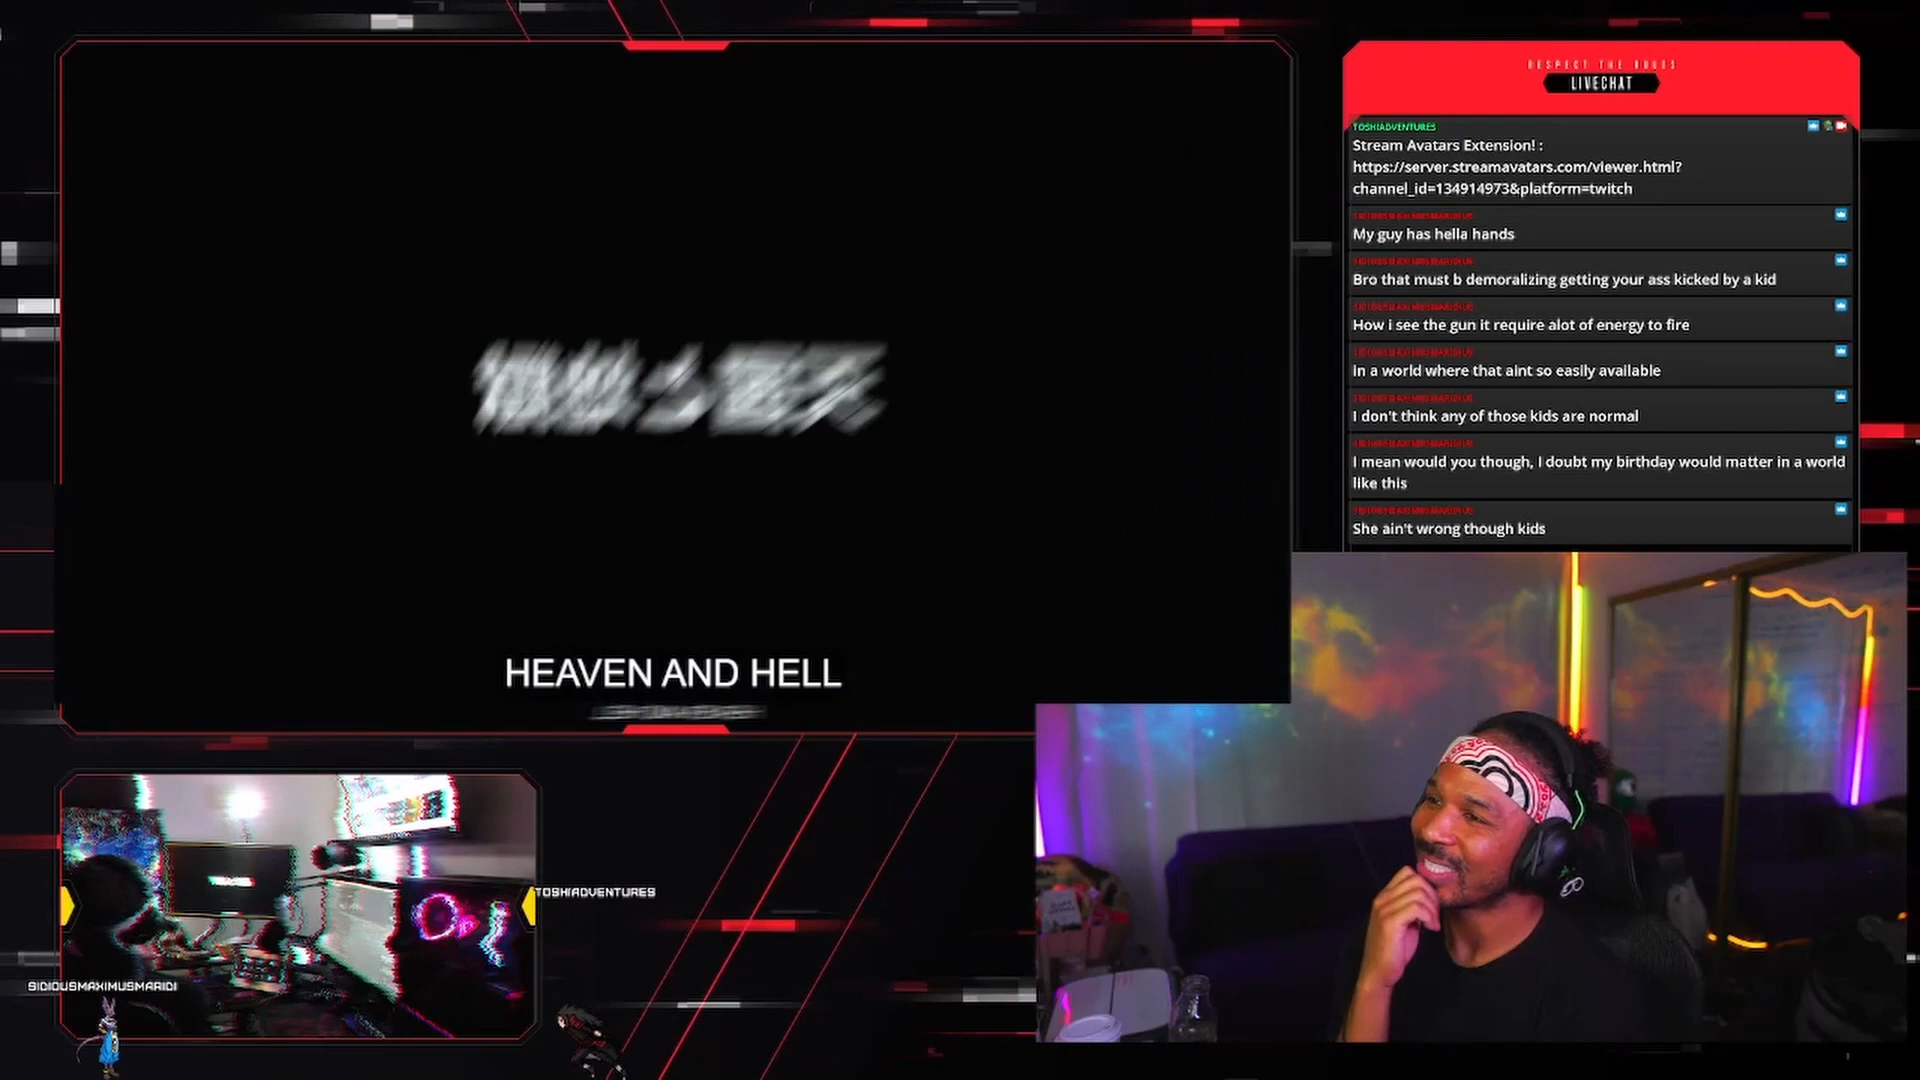 RESPECT THE RULES
LIVECHAT
TOSHIADVENTURES
Stream Avatars Extension! :
https://server.streamavatars.com/viewer.html?
channel_id=134914973&platform=twitch
My guy has hella hands
Bro that must b demoralizing getting your ass kicked by a kid
How i see the gun it require alot of energy to fire
in a world where that aint so easily available
I don't think any of those kids are normal
I mean would you though, I doubt my birthday would matter in a world
like this
She ain't wrong though kids
HEAVEN AND HELL
TOSHIADVENTURES
SIDIOUSMAXIMUSMARIDI